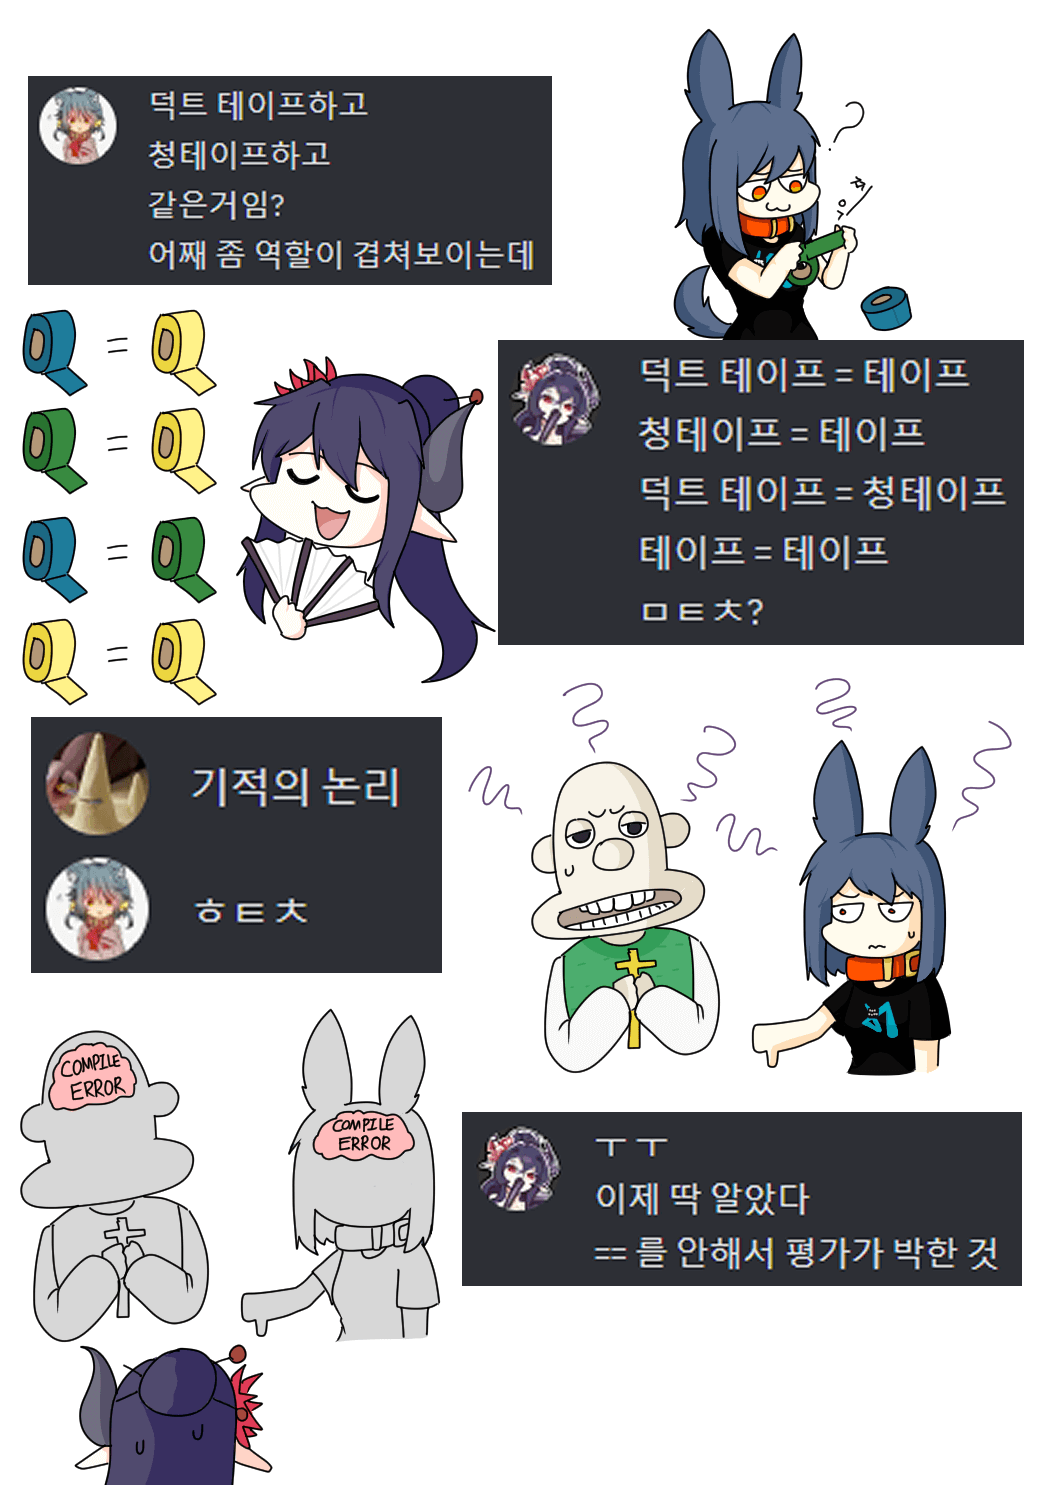 덕트 테이프하고
청테이프하고
같은거임?
어째 좀 역할이 겹쳐보이는데
?
= 
=
=
=
덕트 테이프 = 테이프
청테이프 = 테이프
덕트 테이프 = 청테이프
테이프 = 테이프
ㅁㅌㅊ?
기적의 논리
ㅎㅌㅊ
COMPILE
ERROR
COMPILE
ERROR
ㅜㅜ
이제 딱 알았다
== 를 안해서 평가가 박한 것